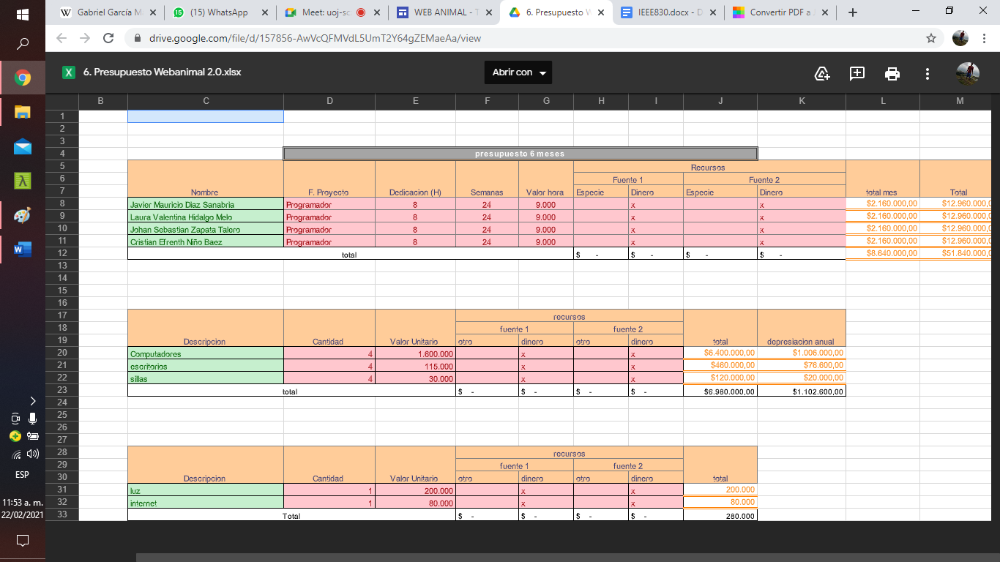 Gabriel García M
(15) WhatsApp
Meet: uoj-sc
WEB ANIMAL - T
6. Presupuesto W
IEEE830.docx - D
Convertir PDF a
drive.google.com/file/d/157856-AwVcQFMVdL5UmT2Y64gZEMaeAa/view
X 6. Presupuesto Webanimal 2.0.xlsx Abrir con
B C D E F G H I J K L M
1
2
3
4 presupuesto 6 meses
5 Recursos
6 Fuente 1 Fuente 2
7 Nombre F. Proyecto Dedicacion (H) Semanas Valor hora Especie Dinero Especie Dinero total mes Total
8 Javier Mauricio Diaz Sanabria Programador 8 24 9.000 x x $2.160.000,00 $12.960.000,0
9 Laura Valentina Hidalgo Melo Programador 8 24 9.000 x x $2.160.000,00 $12.960.000,0
10 Johan Sebastian Zapata Talero Programador 8 24 9.000 x x $2.160.000,00 $12.960.000,0
11 Cristian Efrenth Niño Baez Programador 8 24 9.000 x x $2.160.000,00 $12.960.000,0
12 total $ - $ - $ - $ - $8.640.000,00 $51.840.000,0
13
14
15
16
17 recursos
18 fuente 1 fuente 2
19 Descripcion Cantidad Valor Unitario otro dinero otro dinero total depresiacion anual
20 Computadores 4 1.600.000 x x $6.400.000,00 $1.006.000,00
21 escritorios 4 115.000 x x $460.000,00 $76.600,00
22 sillas 4 30.000 x x $120.000,00 $20.000,00
23 total $ - $ - $ - $ - $6.980.000,00 $1.102.600,00
24
25
26
27
28 recursos
29 fuente 1 fuente 2
30 Descripcion Cantidad Valor Unitario otro dinero otro dinero total
31 luz 1 200.000 x x 200.000
32 internet 1 80.000 x x 80.000
33 Total $ - $ - $ - $ - 280.000
ESP
11:53 a. m.
22/02/2021